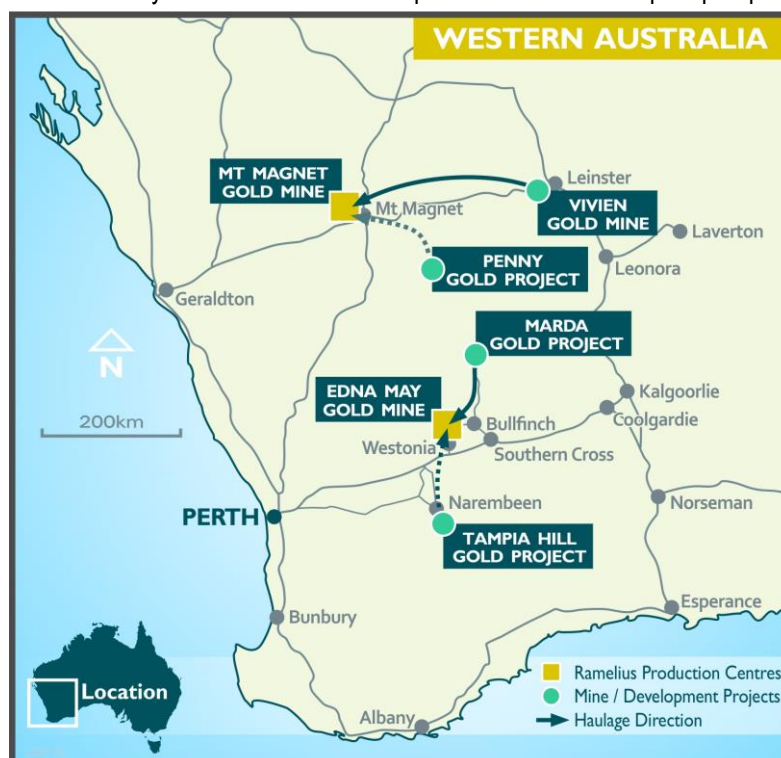 WESTERN AUSTRALIA
MT MAGNET
GOLD MINE
Mt Magnet
Leinster
VIVIEN
GOLD MINE
Laverton
Leonora
PENNY
GOLD PROJECT
Geraldton
N
200km
MARDA
GOLD PROJECT
EDNA MAY
GOLD MINE
Kalgoorlie
Coolgardie
Bullfinch
Westonia
Southern Cross
PERTH
Narembeen
Norseman
TAMPIA HILL
GOLD PROJECT
Bunbury
Esperance
Location
Albany
Ramelius Production Centres
Mine / Development Projects
Haulage Direction